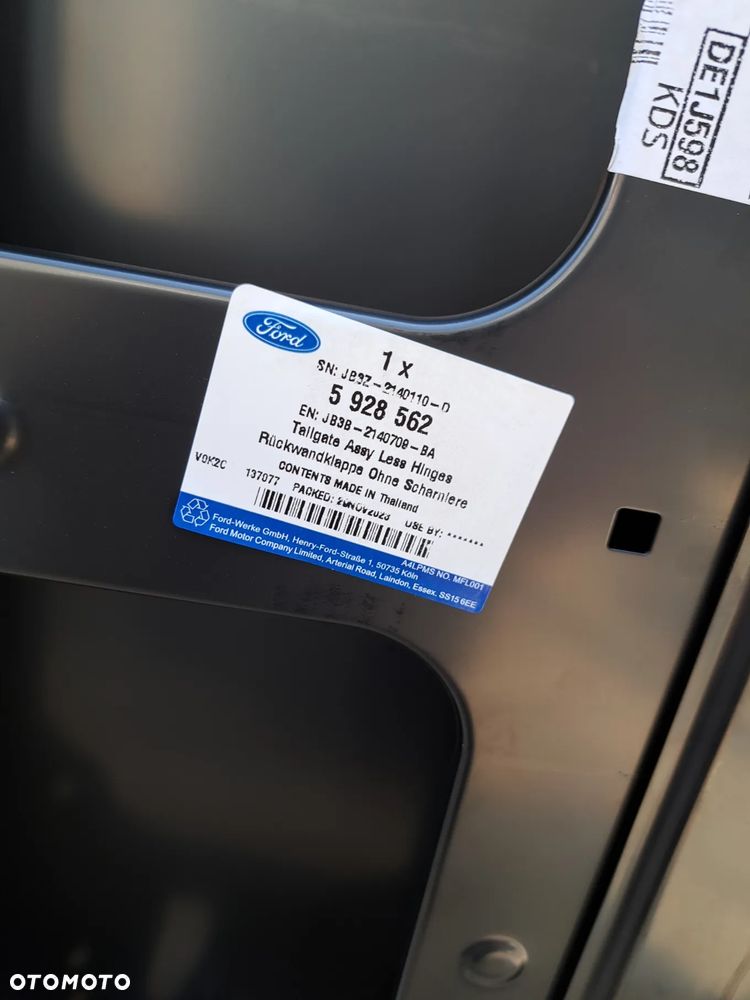 DE1J598
KDS
Ford
1 x
SN: JB3Z-2140110-D
5 928 562
EN: JB3B-2140709-BA
Tailgate Assy Less Hinges
Rückwandklappe Ohne Scharniere
V0K2C
CONTENTS MADE IN Thailand
137077 PACKED: USE BY: *******
A4LPMS NO. MFL001
Ford-Werke GmbH, Henry-Ford-Straße 1, 50735 Köln
Ford Motor Company Limited, Arterial Road, Laindon, Essex. SS15 6EE
OTOMOTO